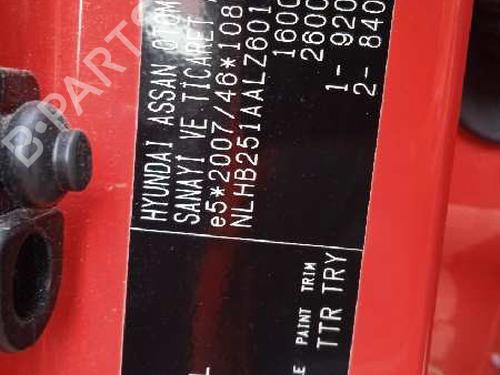 HYUNDAI ASSAN OTOM
SANAYİ VE TİCARET
e5*2007/46*108
NLHB251AALZ601
1600
2600
1- 920
2- 840
PAINT TRIM
TTR TRY
B-PARTS